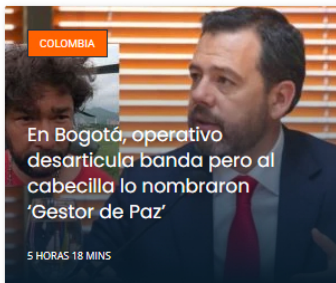 COLOMBIA
En Bogotá, operativo
desarticula banda pero al
cabecilla lo nombraron
‘Gestor de Paz’
5 HORAS 18 MINS